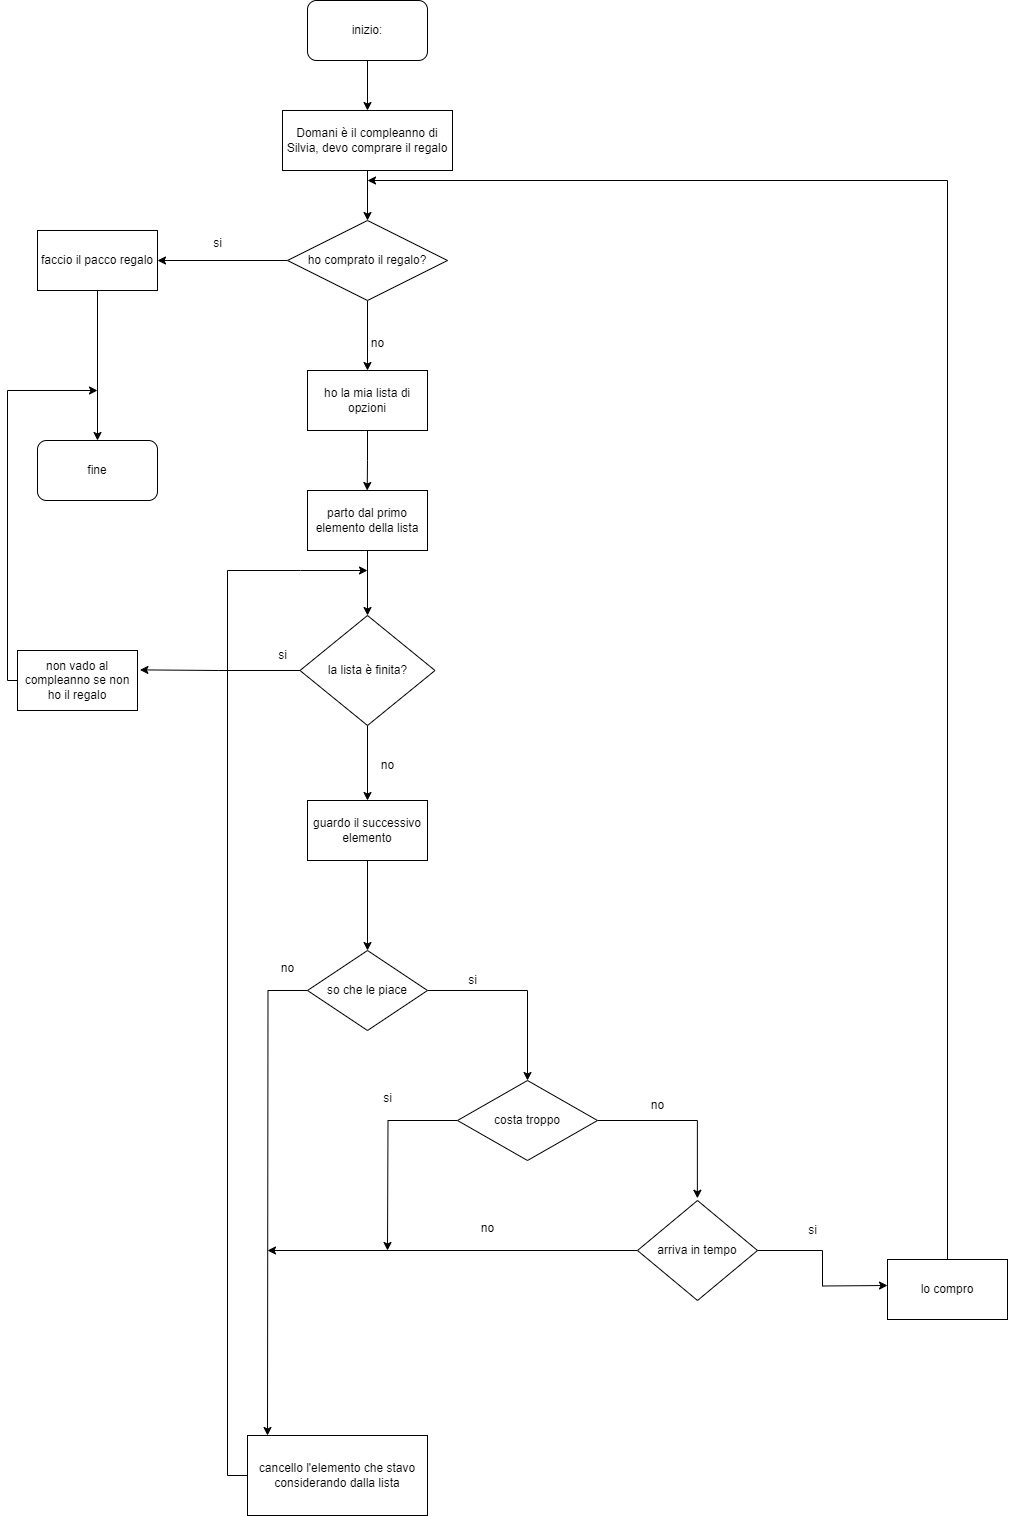 inizio:
Domani è il compleanno di
Silvia, devo comprare il regalo
si
faccio il pacco regalo
ho comprato il regalo?
no
ho la mia lista di
opzioni
fine
parto dal primo
elemento della lista
si
non vado al
compleanno se non
ho il regalo
la lista è finita?
no
guardo il successivo
elemento
no
so che le piace
si
si
costa troppo
no
no
arriva in tempo
si
lo compro
cancello l'elemento che stavo
considerando dalla lista